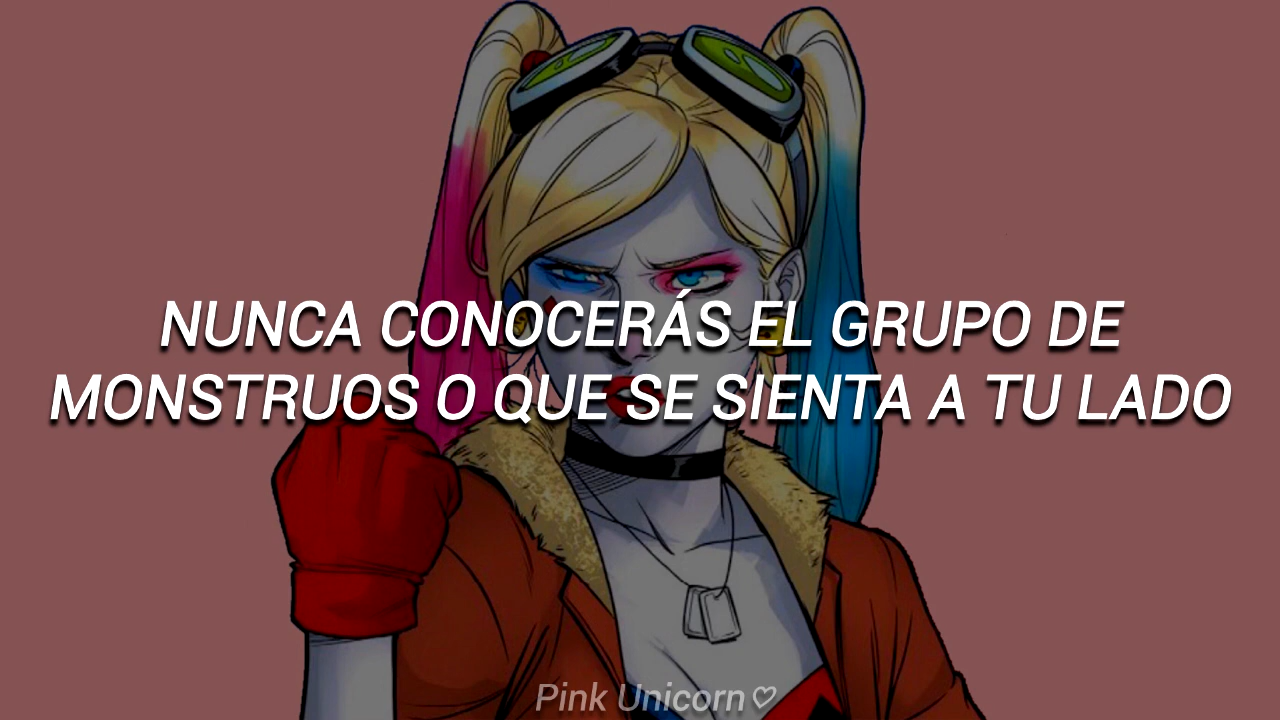 NUNCA CONOCERÁS EL GRUPO DE
MONSTRUOS O QUE SE SIENTA A TU LADO
Pink Unicorn♡